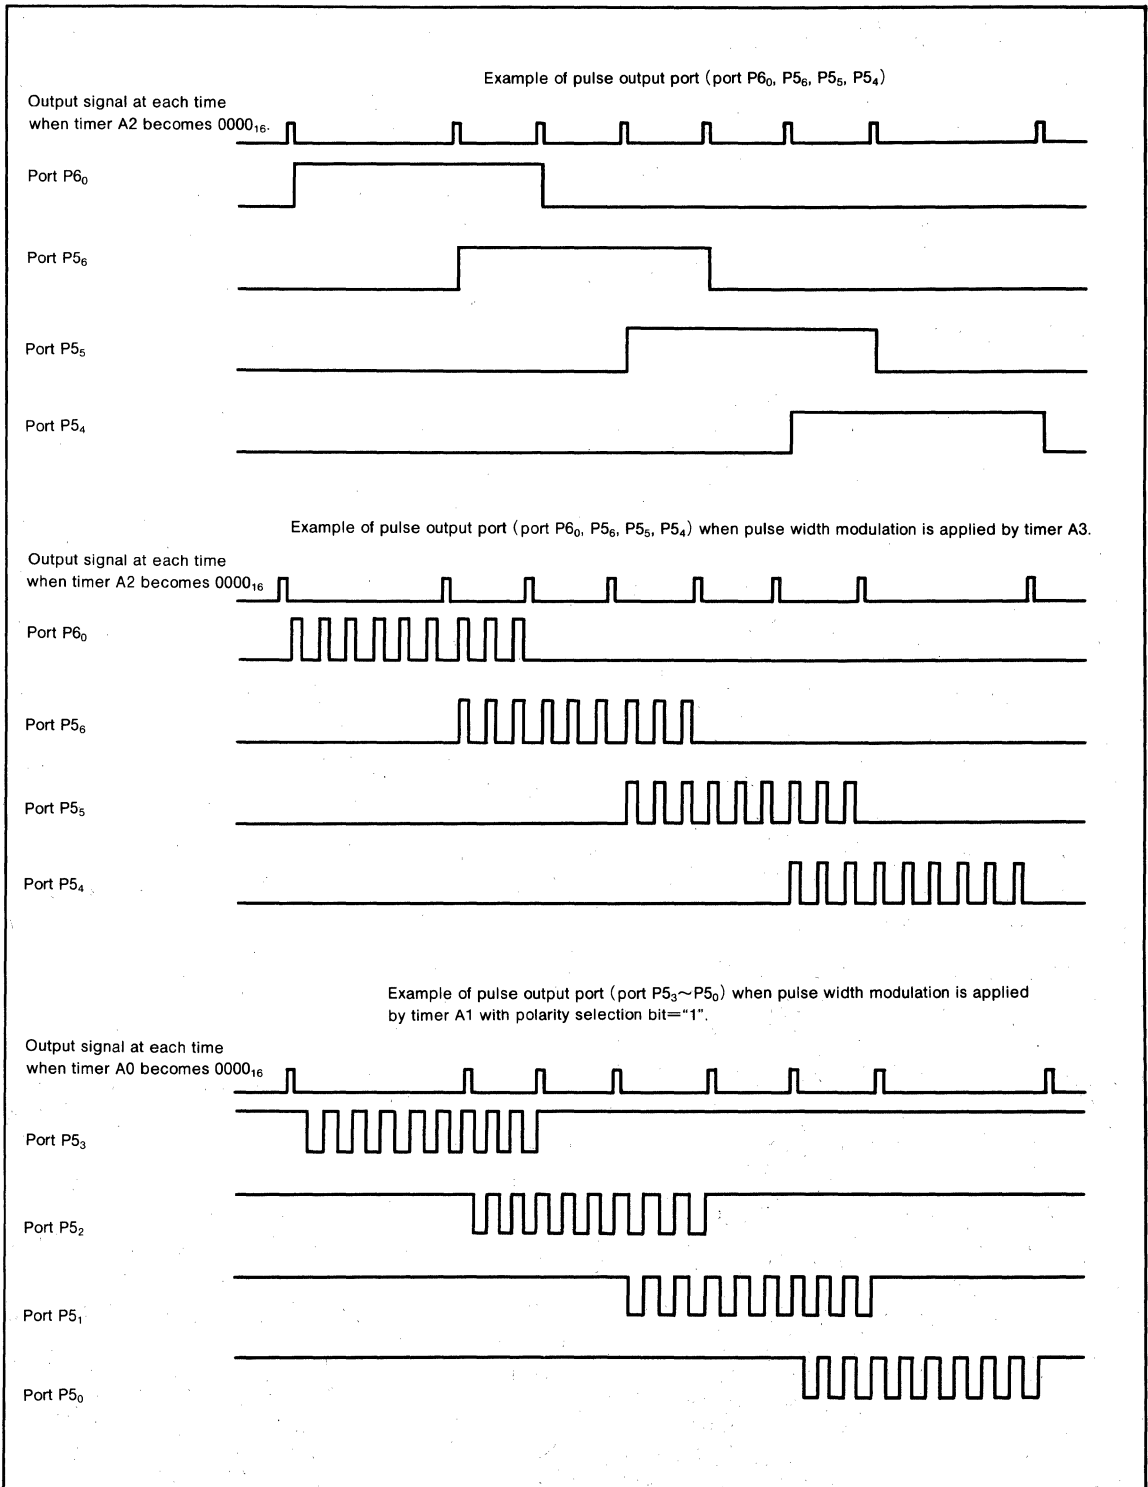 Example of pulse output port (port P6₀, P5₆, P5₅, P5₄)
Output signal at each time
when timer A2 becomes 0000₁₆.
Port P6₀
Port P5₆
Port P5₅
Port P5₄
Example of pulse output port (port P6₀, P5₆, P5₅, P5₄) when pulse width modulation is applied by timer A3.
Output signal at each time
when timer A2 becomes 0000₁₆
Port P6₀
Port P5₆
Port P5₅
Port P5₄
Example of pulse output port (port P5₃~P5₀) when pulse width modulation is applied
by timer A1 with polarity selection bit="1".
Output signal at each time
when timer A0 becomes 0000₁₆
Port P5₃
Port P5₂
Port P5₁
Port P5₀